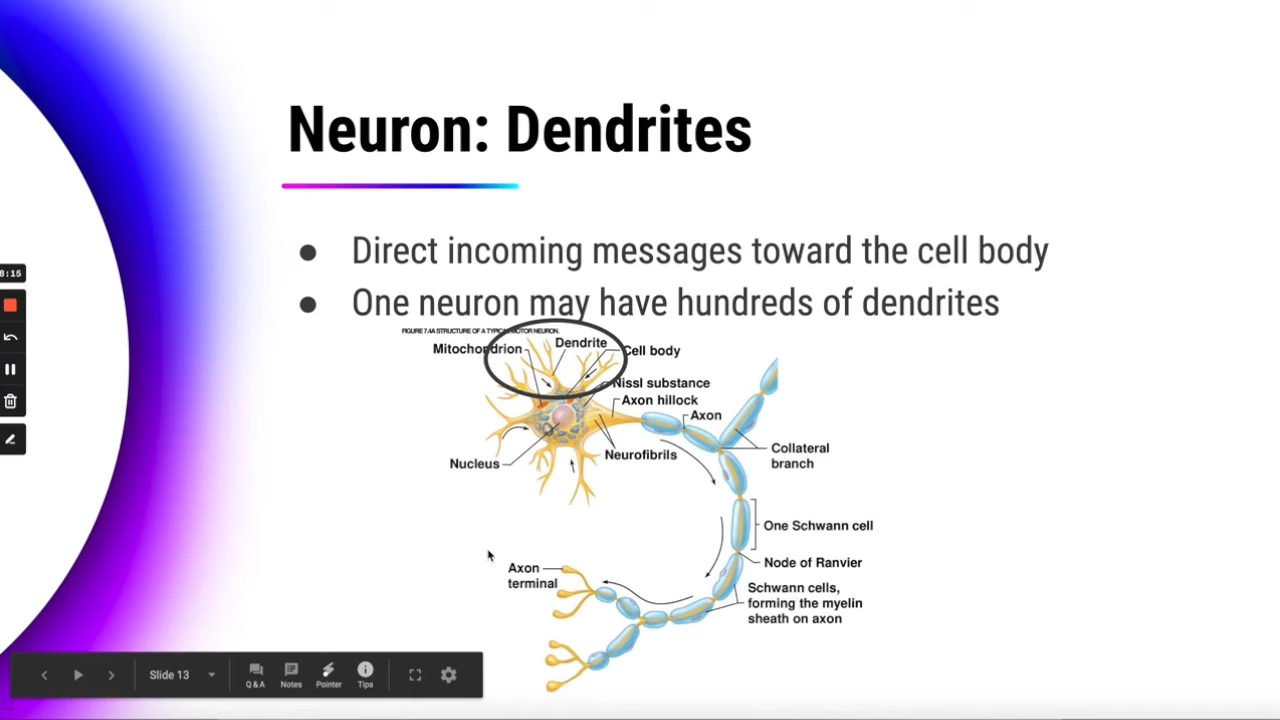 Neuron: Dendrites
● Direct incoming messages toward the cell body
● One neuron may have hundreds of dendrites
FIGURE 7.4A STRUCTURE OF A TYPICAL MOTOR NEURON.
Mitochondrion
Dendrite
Cell body
Nissl substance
Axon hillock
Axon
Neurofibrils
Nucleus
Collateral
branch
One Schwann cell
Node of Ranvier
Schwann cells,
forming the myelin
sheath on axon
Axon
terminal
8:15
Slide 13
Q & A
Notes
Pointer
Tips